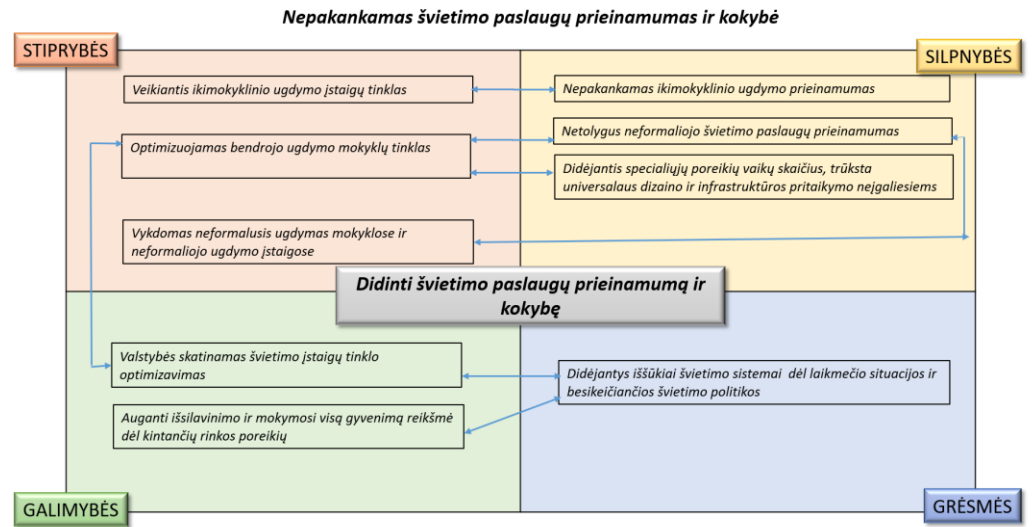 Nepakankamas švietimo paslaugų prieinamumas ir kokybė
STIPRYBĖS
SILPNYBĖS
Veikiantis ikimokyklinio ugdymo įstaigų tinklas
Nepakankamas ikimokyklinio ugdymo prieinamumas
Optimizuojamas bendrojo ugdymo mokyklų tinklas
Netolygus neformaliojo švietimo paslaugų prieinamumas
Didėjantis specialiųjų poreikių vaikų skaičius, trūksta
universalaus dizaino ir infrastruktūros pritaikymo neįgaliesiems
Vykdomas neformalusis ugdymas mokyklose ir
neformaliojo ugdymo įstaigose
Didinti švietimo paslaugų prieinamumą ir
kokybę
Valstybės skatinamas švietimo įstaigų tinklo
optimizavimas
Didėjantys iššūkiai švietimo sistemai dėl laikmečio situacijos ir
besikeičiančios švietimo politikos
Auganti išsilavinimo ir mokymosi visą gyvenimą reikšmė
dėl kintančių rinkos poreikių
GALIMYBĖS
GRĖSMĖS